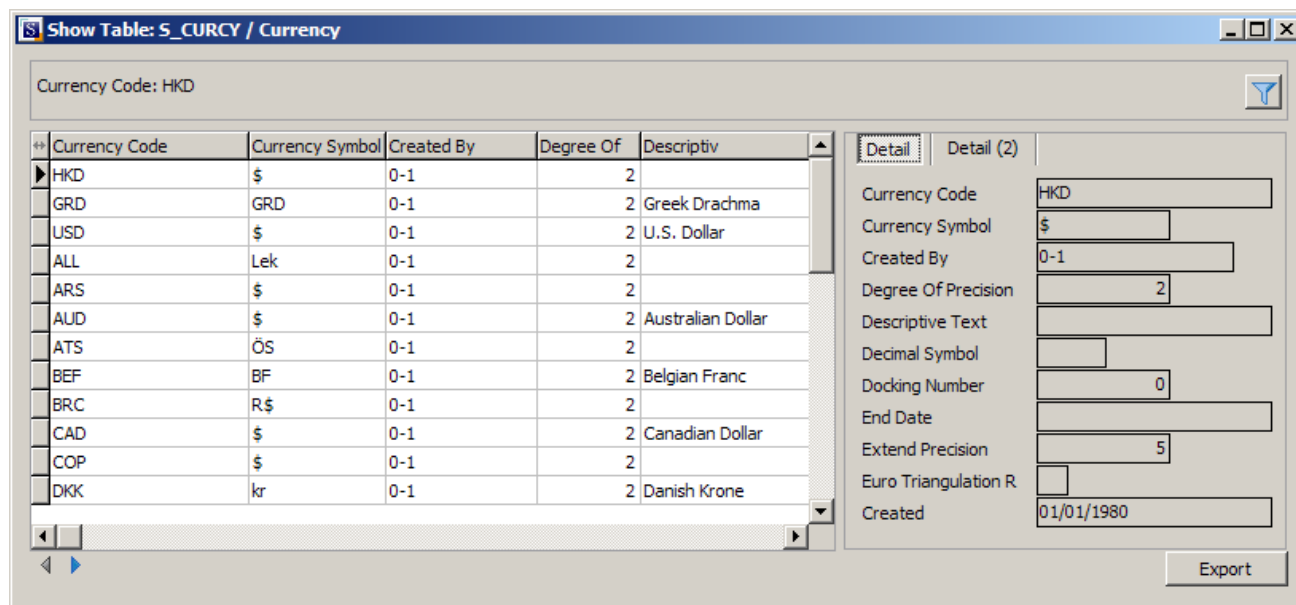 Show Table: S_CURCY / Currency
Currency Code: HKD
Currency Code Currency Symbol Created By Degree Of Descriptiv
HKD $ 0-1 2
GRD GRD 0-1 2 Greek Drachma
USD $ 0-1 2 U.S. Dollar
ALL Lek 0-1 2
ARS $ 0-1 2
AUD $ 0-1 2 Australian Dollar
ATS ÖS 0-1 2
BEF BF 0-1 2 Belgian Franc
BRC R$ 0-1 2
CAD $ 0-1 2 Canadian Dollar
COP $ 0-1 2
DKK kr 0-1 2 Danish Krone
Detail Detail (2)
Currency Code HKD
Currency Symbol $
Created By 0-1
Degree Of Precision 2
Descriptive Text
Decimal Symbol
Docking Number 0
End Date
Extend Precision 5
Euro Triangulation R
Created 01/01/1980
Export